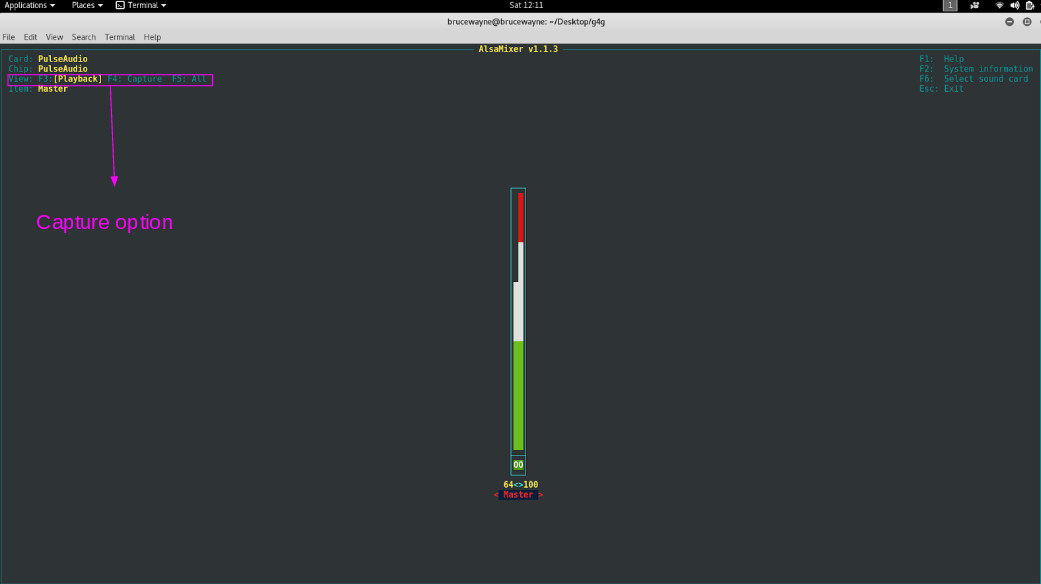 Applications Places Terminal Sat 12:11 1
brucewayne@brucewayne: ~/Desktop/g4g
File Edit View Search Terminal Help
AlsaMixer v1.1.3
Card: PulseAudio F1: Help
Chip: PulseAudio F2: System information
View: F3:[Playback] F4: Capture F5: All F6: Select sound card
Item: Master Esc: Exit
Capture option
OO
64<>100
< Master >